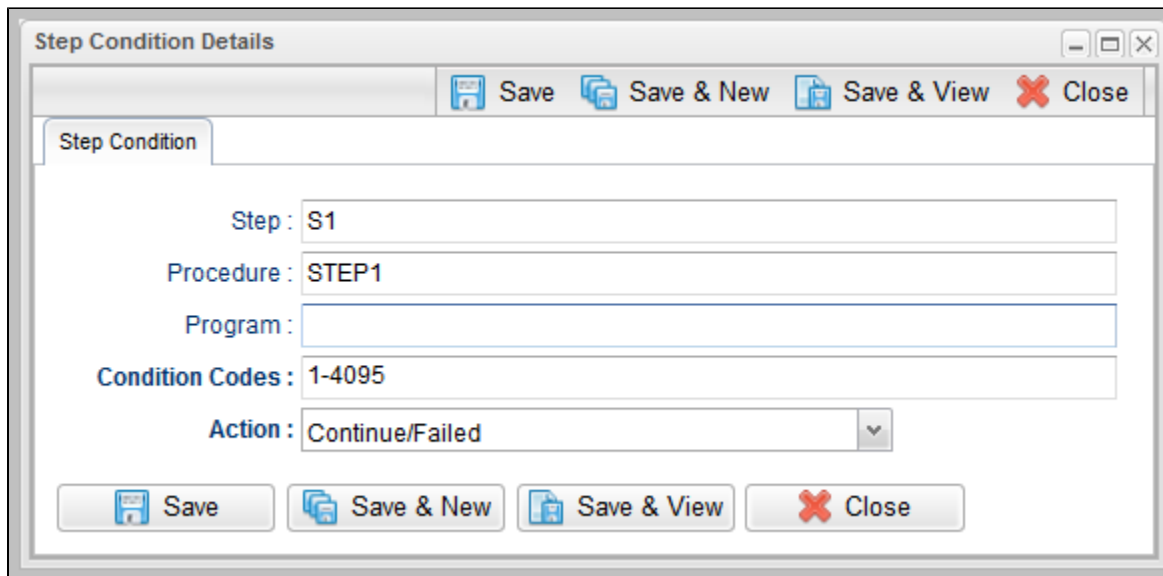 Step Condition Details
Save Save & New Save & View Close
Step Condition
Step : S1
Procedure : STEP1
Program :
Condition Codes : 1-4095
Action : Continue/Failed
Save Save & New Save & View Close